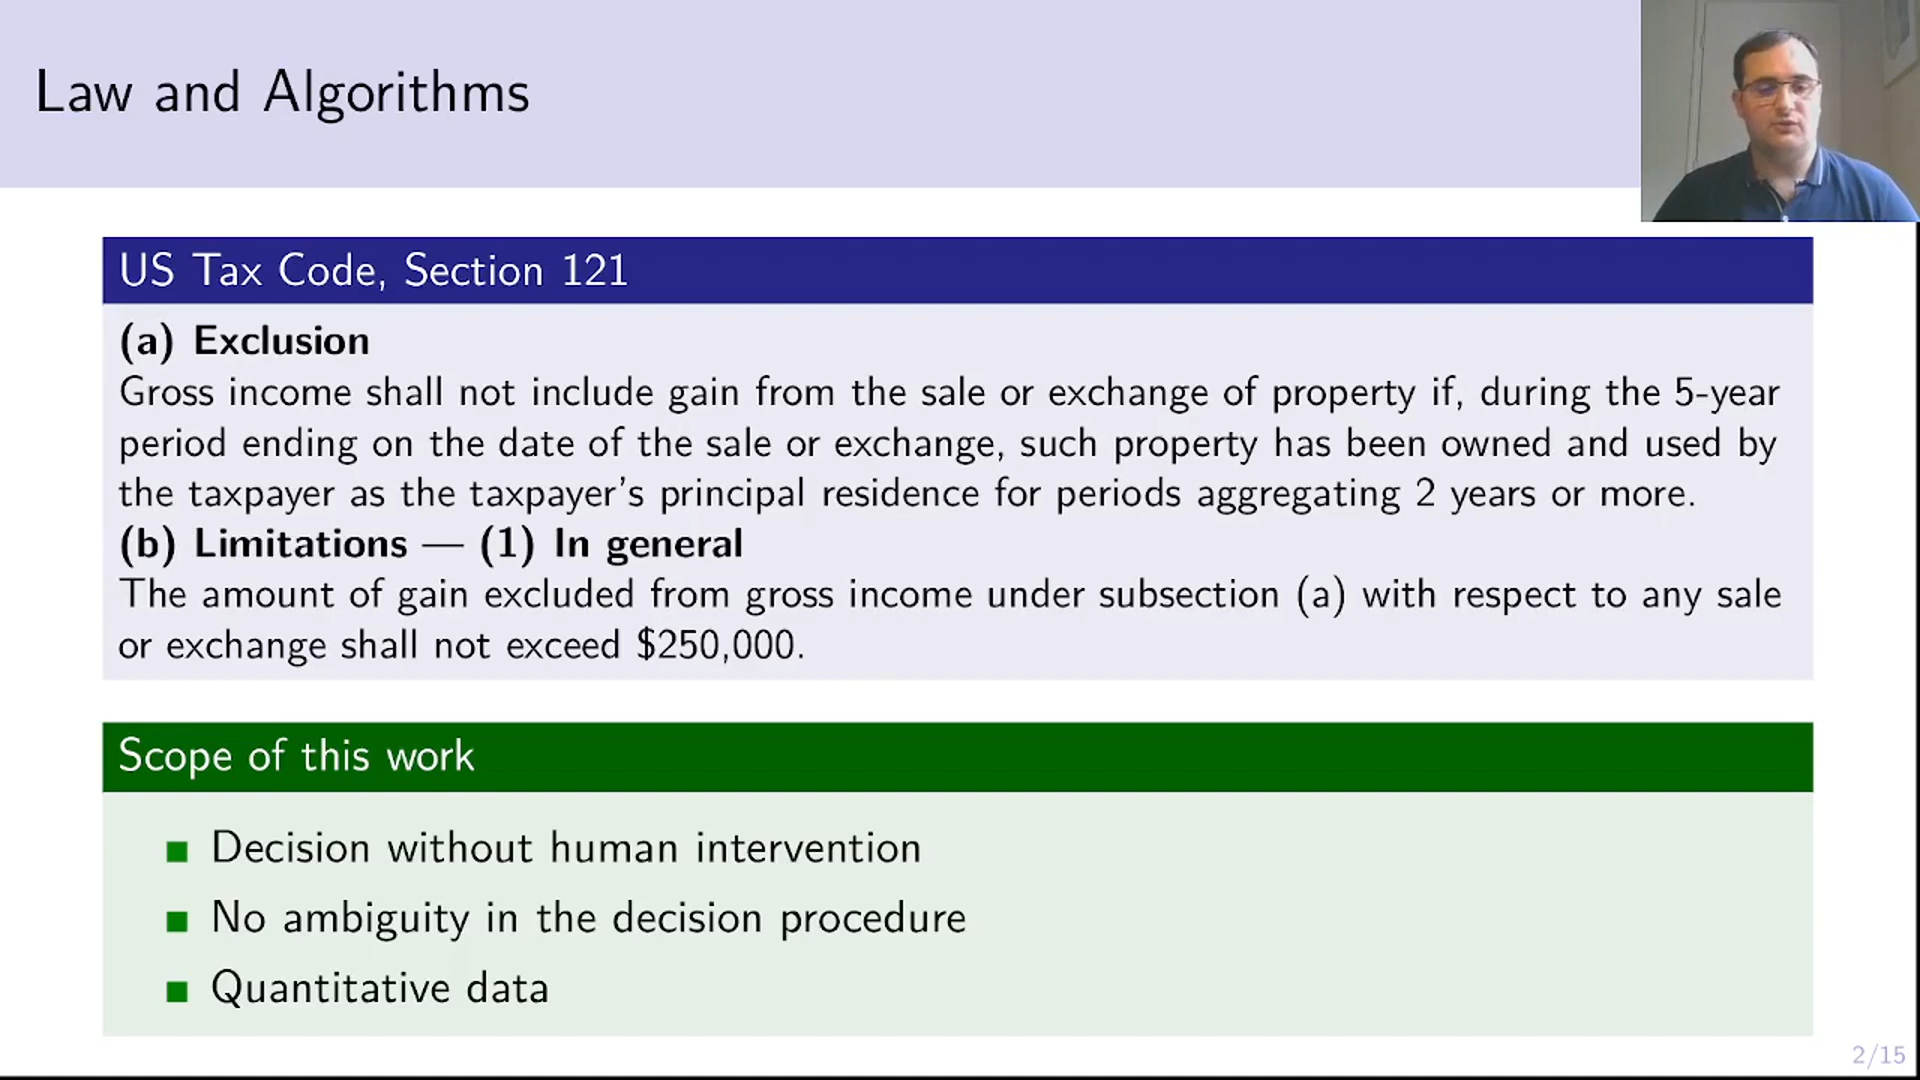 Law and Algorithms
US Tax Code, Section 121
(a) Exclusion
Gross income shall not include gain from the sale or exchange of property if, during the 5-year
period ending on the date of the sale or exchange, such property has been owned and used by
the taxpayer as the taxpayer's principal residence for periods aggregating 2 years or more.
(b) Limitations — (1) In general
The amount of gain excluded from gross income under subsection (a) with respect to any sale
or exchange shall not exceed $250,000.
Scope of this work
Decision without human intervention
No ambiguity in the decision procedure
Quantitative data
2/15